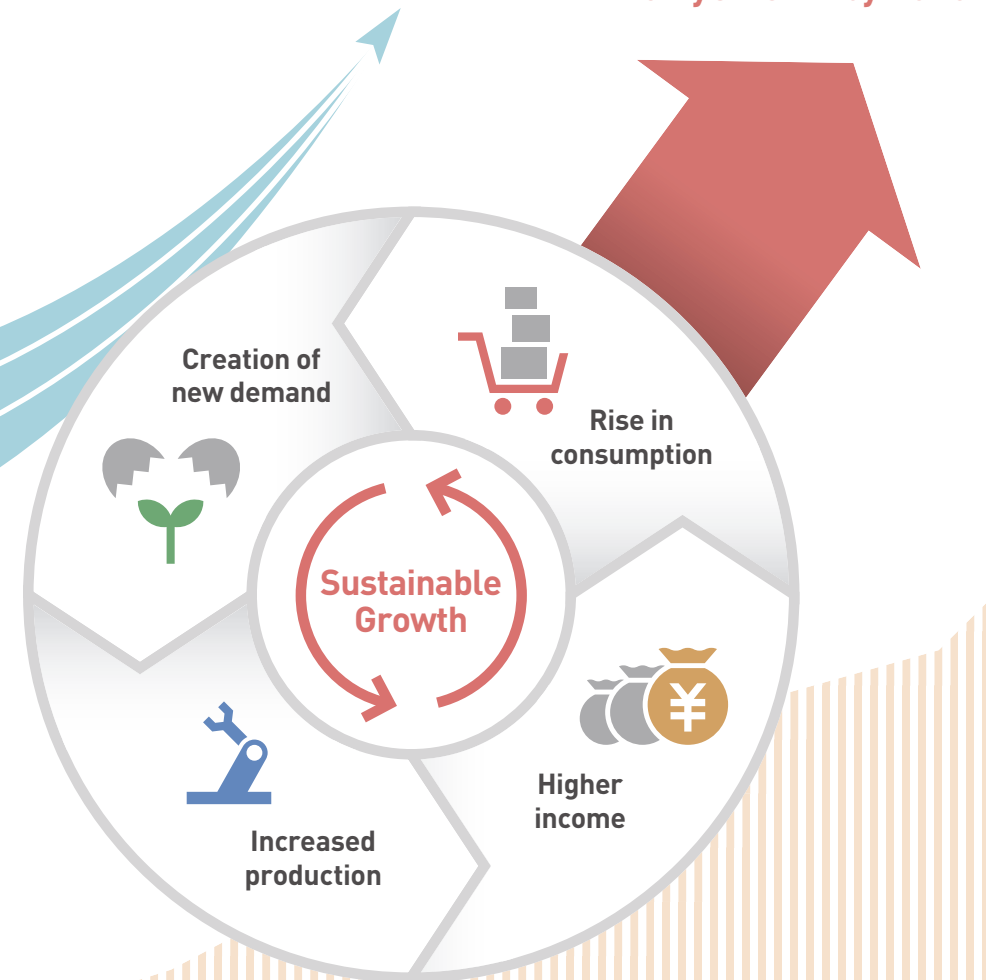 Creation of
new demand
Rise in
consumption
Sustainable
Growth
¥
Higher
income
Increased
production